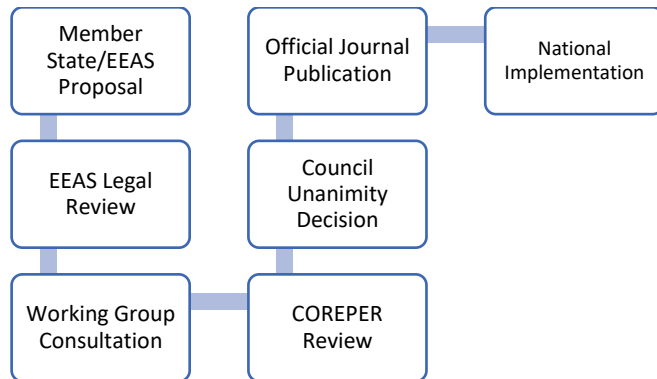 Member
State/EEAS
Proposal
EEAS Legal
Review
Working Group
Consultation
COREPER
Review
Council
Unanimity
Decision
Official Journal
Publication
National
Implementation